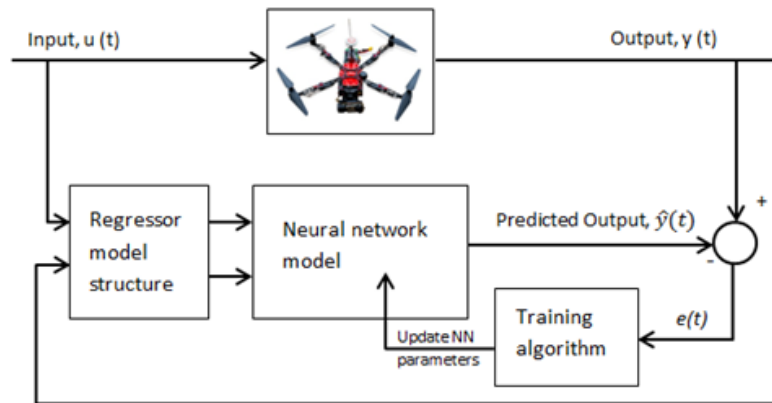 Input, u (t)
Output, y (t)
Regressor
model
structure
Neural network
model
Predicted Output, ŷ(t)
+
-
Training
algorithm
e(t)
Update NN
parameters